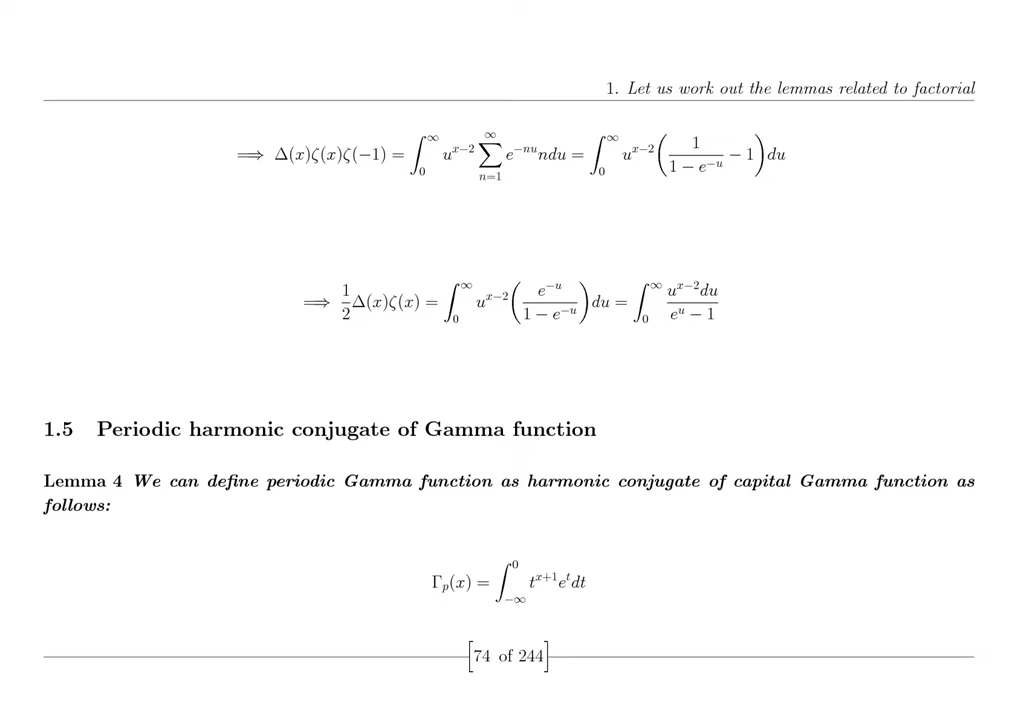 1. Let us work out the lemmas related to factorial
⟹ Δ(x)ζ(x)ζ(−1) = ∫_0^∞ u^{x−2} ∑_{n=1}^∞ e^{−nu} n du = ∫_0^∞ u^{x−2} ( 1/(1 − e^{−u}) − 1 ) du
⟹ 1/2 Δ(x)ζ(x) = ∫_0^∞ u^{x−2} ( e^{−u}/(1 − e^{−u}) ) du = ∫_0^∞ u^{x−2}du/(e^u − 1)
1.5 Periodic harmonic conjugate of Gamma function
Lemma 4 We can define periodic Gamma function as harmonic conjugate of capital Gamma function as
follows:
Γ_p(x) = ∫_{−∞}^0 t^{x+1} e^t dt
[74 of 244]